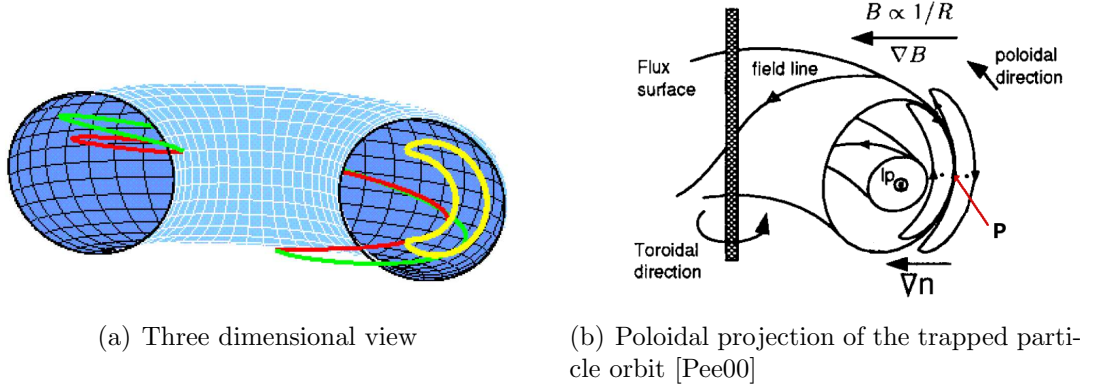 B ∝ 1/R
∇B
poloidal
direction
Flux
surface
field line
Ip
P
Toroidal
direction
∇n
(a) Three dimensional view
(b) Poloidal projection of the trapped parti-
cle orbit [Pee00]